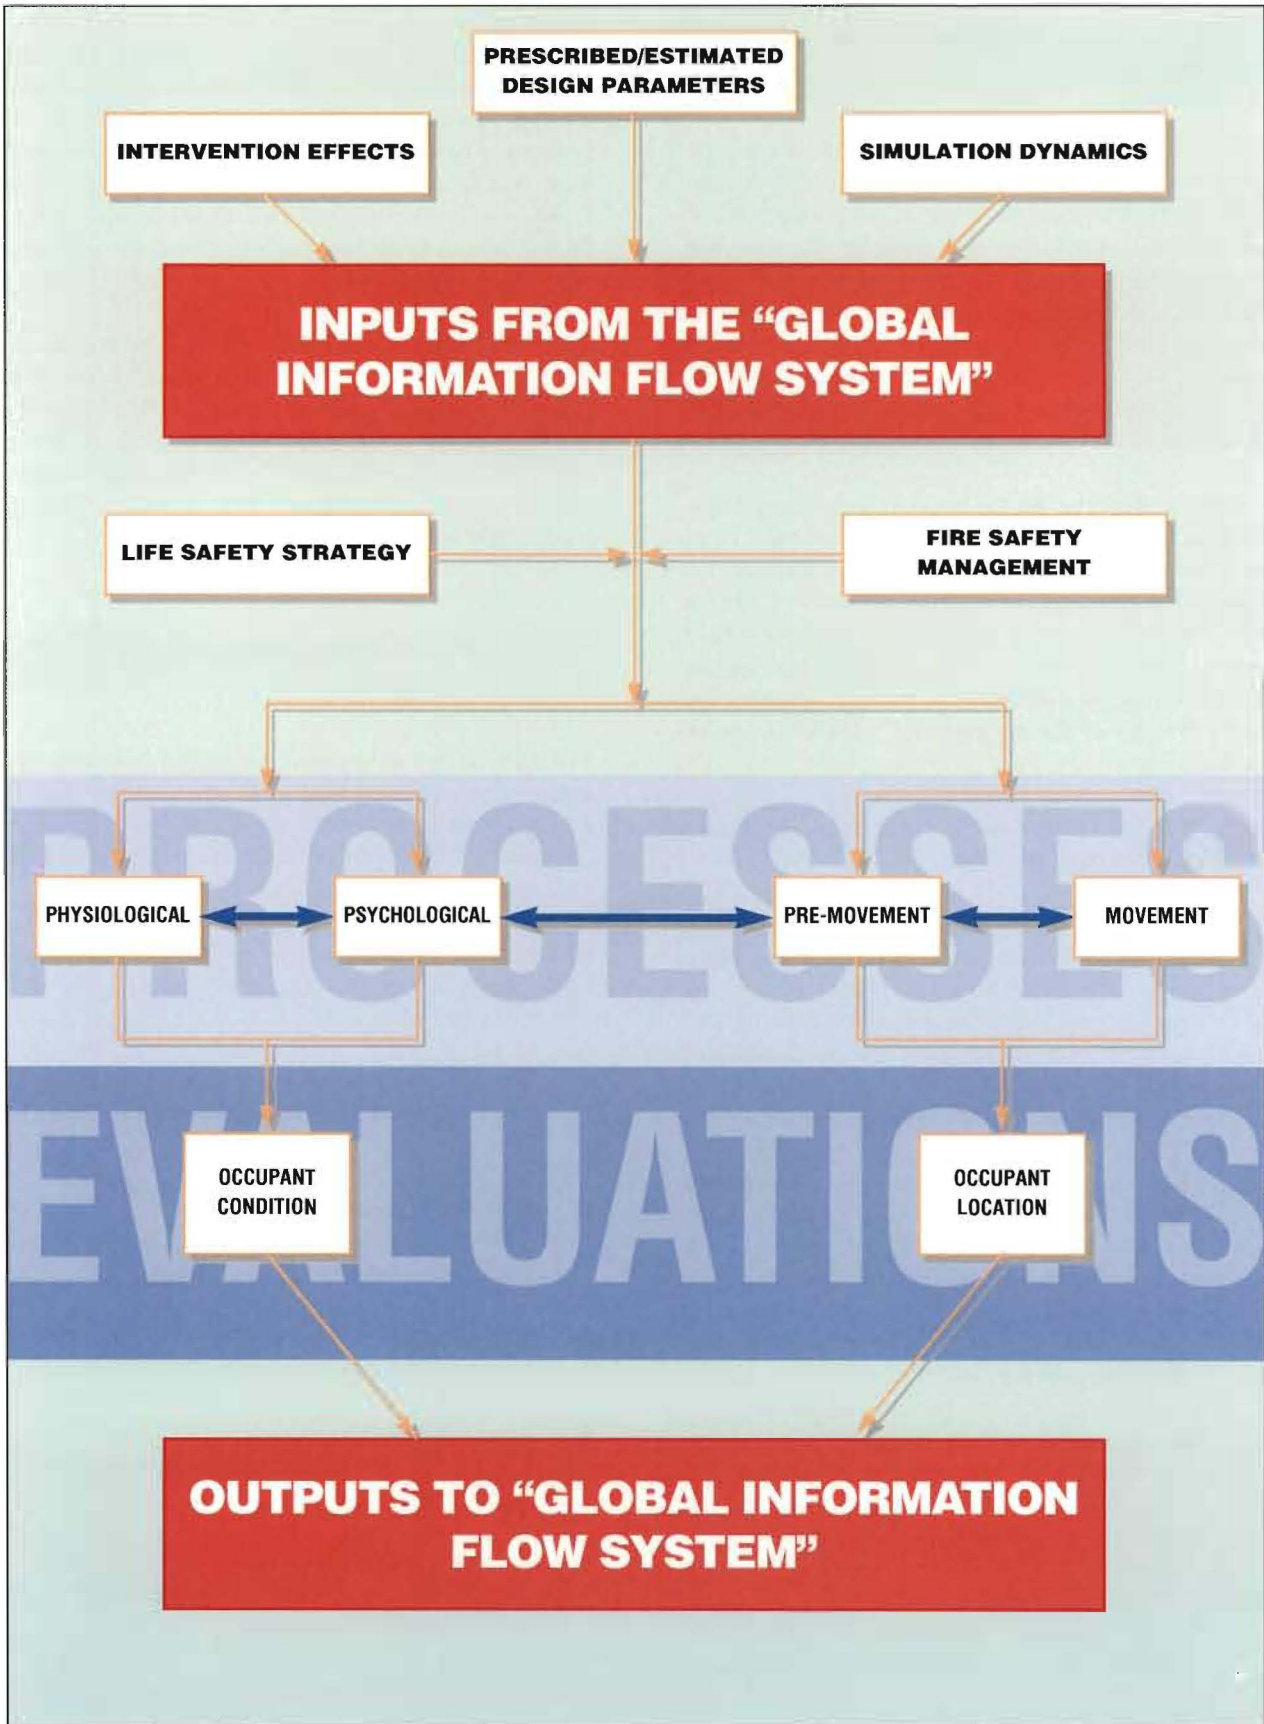 PRESCRIBED/ESTIMATED
DESIGN PARAMETERS
INTERVENTION EFFECTS
SIMULATION DYNAMICS
INPUTS FROM THE “GLOBAL
INFORMATION FLOW SYSTEM”
LIFE SAFETY STRATEGY
FIRE SAFETY
MANAGEMENT
PROCESSES
PHYSIOLOGICAL
PSYCHOLOGICAL
PRE-MOVEMENT
MOVEMENT
EVALUATIONS
OCCUPANT
CONDITION
OCCUPANT
LOCATION
OUTPUTS TO “GLOBAL INFORMATION
FLOW SYSTEM”